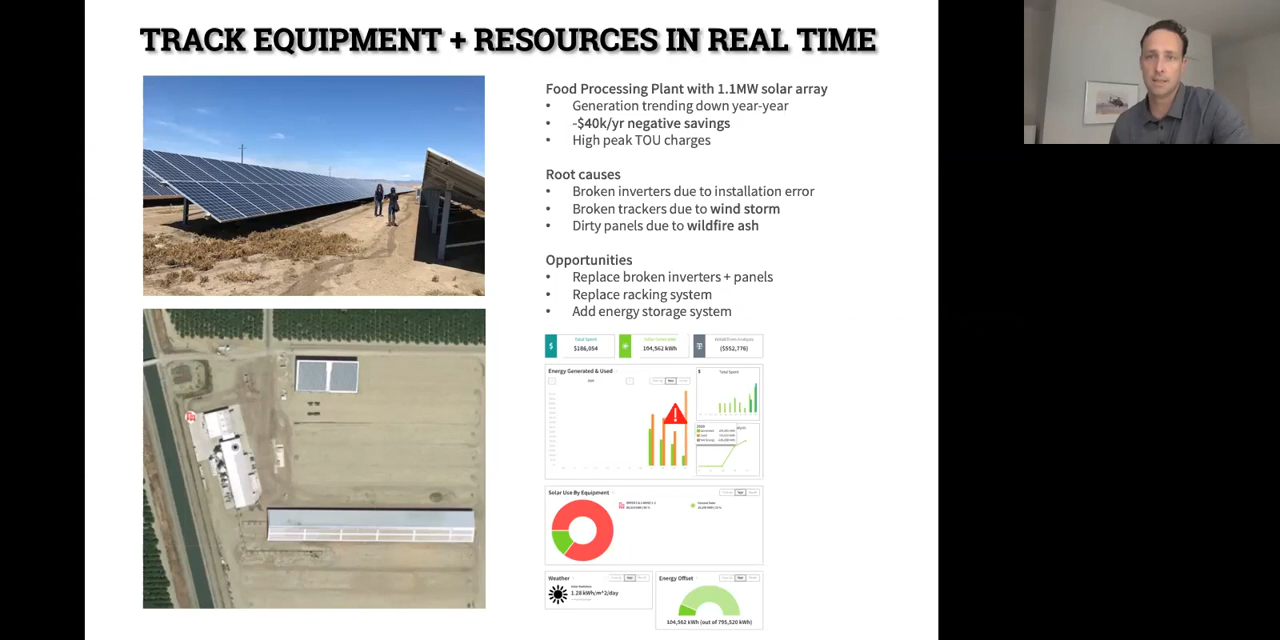 TRACK EQUIPMENT + RESOURCES IN REAL TIME
Food Processing Plant with 1.1MW solar array
• Generation trending down year-year
• -$40k/yr negative savings
• High peak TOU charges
Root causes
• Broken inverters due to installation error
• Broken trackers due to wind storm
• Dirty panels due to wildfire ash
Opportunities
• Replace broken inverters + panels
• Replace racking system
• Add energy storage system
Total Spend
$186,054
104,562 kWh
($552,776)
Energy Generated & Used
Total Spend
Solar Use By Equipment
Weather
1.28 kWh/m^2/day
Energy Offset
104,562 kWh (out of 795,520 kWh)